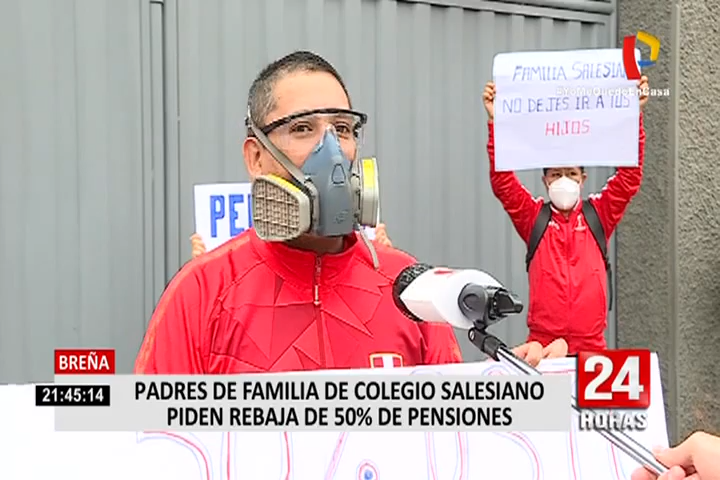 #YoMeQuedoEnCasa
FAMILIA SALESIANA
NO DEJES IR A TUS
HIJOS
PE
BREÑA
21:45:14
PADRES DE FAMILIA DE COLEGIO SALESIANO
PIDEN REBAJA DE 50% DE PENSIONES
24
HORAS